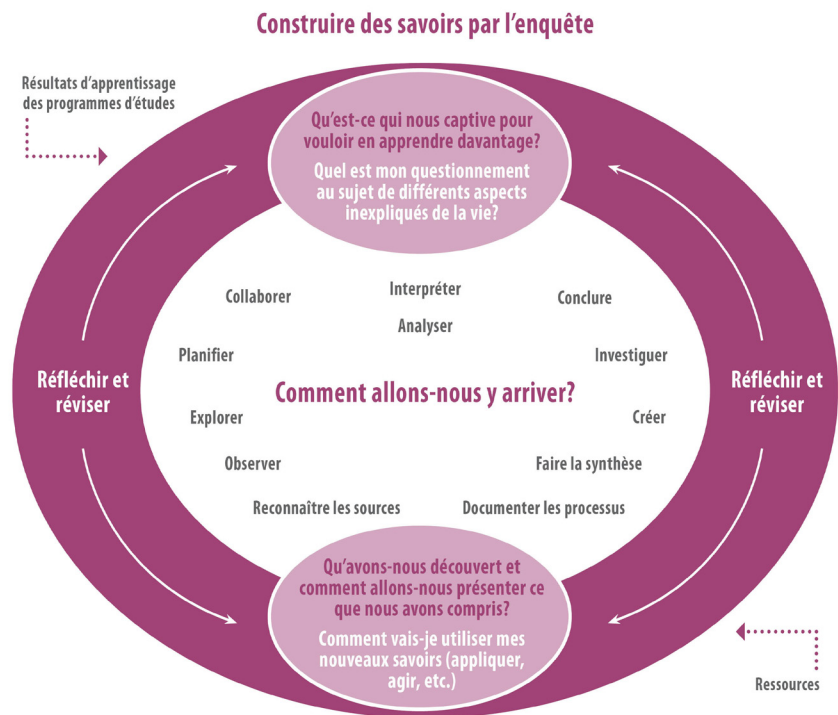 Construire des savoirs par l'enquête
Résultats d'apprentissage
des programmes d'études
Qu'est-ce qui nous captive pour
vouloir en apprendre davantage?
Quel est mon questionnement
au sujet de différents aspects
inexpliqués de la vie?
Collaborer
Interpréter
Conclure
Analyser
Planifier
Investiguer
Réfléchir et
réviser
Comment allons-nous y arriver?
Réfléchir et
réviser
Explorer
Créer
Observer
Faire la synthèse
Reconnaître les sources
Documenter les processus
Qu'avons-nous découvert et
comment allons-nous présenter ce
que nous avons compris?
Comment vais-je utiliser mes
nouveaux savoirs (appliquer,
agir, etc.)
Ressources